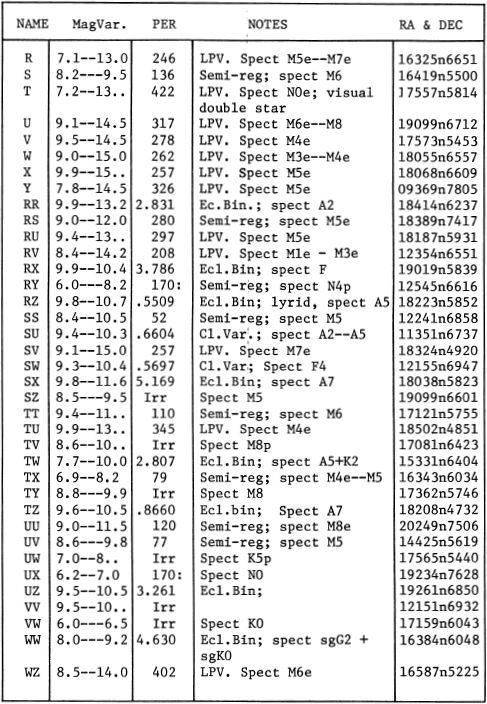 NAME MagVar. PER NOTES RA & DEC
R 7.1--13.0 246 LPV. Spect M5e--M7e 16325n6651
S 8.2---9.5 136 Semi-reg; spect M6 16419n5500
T 7.2--13.. 422 LPV. Spect N0e; visual 17557n5814
double star
U 9.1--14.5 317 LPV. Spect M6e--M8 19099n6712
V 9.5--14.5 278 LPV. Spect M4e 17573n5453
W 9.0--15.0 262 LPV. Spect M3e--M4e 18055n6557
X 9.9--15.. 257 LPV. Spect M5e 18068n6609
Y 7.8--14.5 326 LPV. Spect M5e 09369n7805
RR 9.9--13.2 2.831 Ec.Bin.; spect A2 18414n6237
RS 9.0--12.0 280 Semi-reg; spect M5e 18389n7417
RU 9.4--13.. 297 LPV. Spect M5e 18187n5931
RV 8.4--14.2 208 LPV. Spect M1e - M3e 12354n6551
RX 9.9--10.4 3.786 Ecl.Bin; spect F 19019n5839
RY 6.0---8.2 170: Semi-reg; spect N4p 12545n6616
RZ 9.8--10.7 .5509 Ecl.Bin; lyrid, spect A5 18223n5852
SS 8.4--10.5 52 Semi-reg; spect M5 12241n6858
SU 9.4--10.3 .6604 Cl.Var.; spect A2--A5 11351n6737
SV 9.1--15.0 257 LPV. Spect M7e 18324n4920
SW 9.3--10.4 .5697 Cl.Var; Spect F4 12155n6947
SX 9.8--11.6 5.169 Ecl.Bin; spect A7 18038n5823
SZ 8.5---9.5 Irr Spect M5 19099n6601
TT 9.4--11.. 110 Semi-reg; spect M6 17121n5755
TU 9.9--13.. 345 LPV. Spect M4e 18502n4851
TV 8.6--10.. Irr Spect M8p 17081n6423
TW 7.7--10.0 2.807 Ecl.Bin; spect A5+K2 15331n6404
TX 6.9--8.2 79 Semi-reg; spect M4e--M5 16343n6034
TY 8.8---9.9 Irr Spect M8 17362n5746
TZ 9.6--10.5 .8660 Ecl.bin; Spect A7 18208n4732
UU 9.0--11.5 120 Semi-reg; spect M8e 20249n7506
UV 8.6---9.8 77 Semi-reg; spect M5 14425n5619
UW 7.0---8.. Irr Spect K5p 17565n5440
UX 6.2--7.0 170: Spect N0 19234n7628
UZ 9.5--10.5 3.261 Ecl.Bin; 19261n6850
VV 9.5--10.. Irr 12151n6932
VW 6.0---6.5 Irr Spect K0 17159n6043
WW 8.0---9.2 4.630 Ecl.Bin; spect sgG2 + 16384n6048
sgK0
WZ 8.5--14.0 402 LPV. Spect M6e 16587n5225